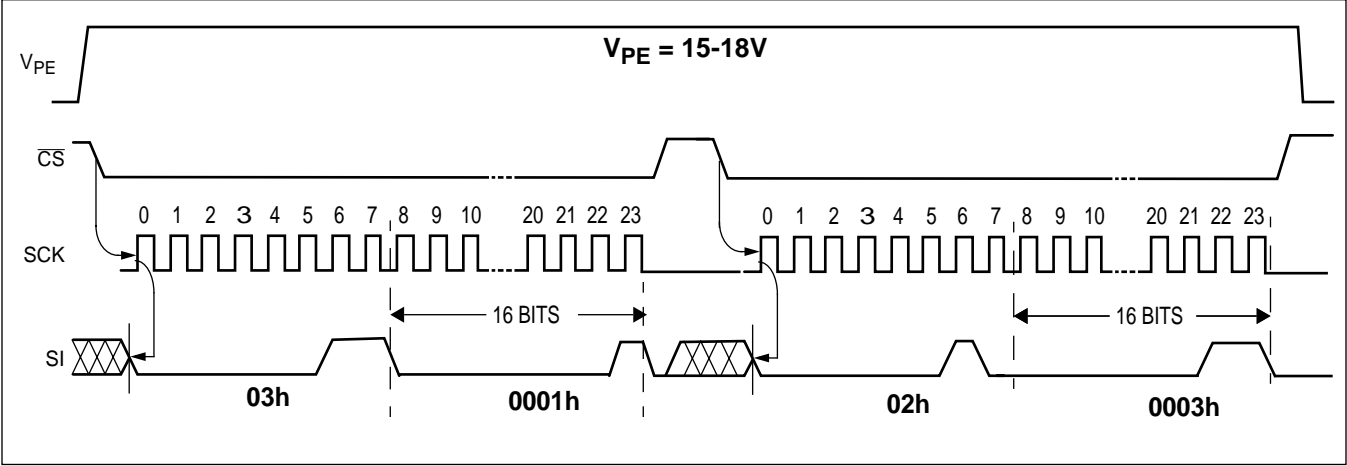 V_PE = 15-18V
V_PE
CS
0 1 2 3 4 5 6 7 8 9 10 20 21 22 23 0 1 2 3 4 5 6 7 8 9 10 20 21 22 23
SCK
16 BITS 16 BITS
SI
03h 0001h 02h 0003h